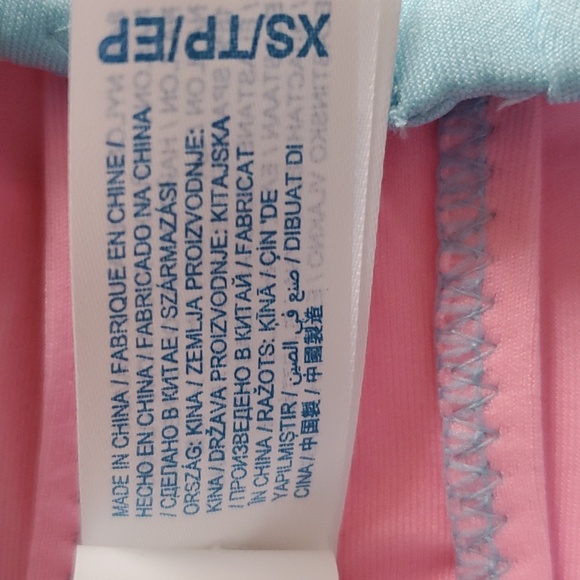 XS/TP/EP
MADE IN CHINA / FABRIQUE EN CHINE /
HECHO EN CHINA / FABRICADO NA CHINA
/ СДЕЛАНО В КИТАЕ / SZÁRMAZÁSI
ORSZÁG: KINA / ZEMLJA PROIZVODNJE:
KINA / DRŽAVA PROIZVODNJE: KITAJSKA
/ ПРОИЗВЕДЕНО В КИТАЙ / FABRICAT
ÎN CHINA / RAŽOTS: ĶĪNĀ / ÇİN 'DE
YAPILMIŞTIR / صنع في الصين / DIBUAT DI
CINA / 中国製 / 中國製造